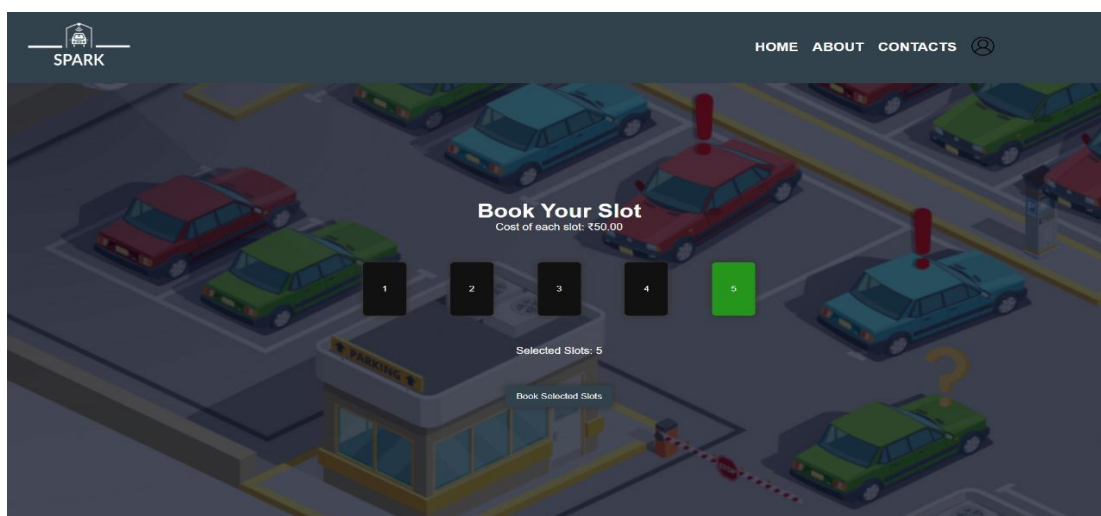 SPARK
HOME ABOUT CONTACTS
Book Your Slot
Cost of each slot: ₹50.00
1 2 3 4 5
PARKING
Selected Slots: 5
Book Selected Slots
STOP